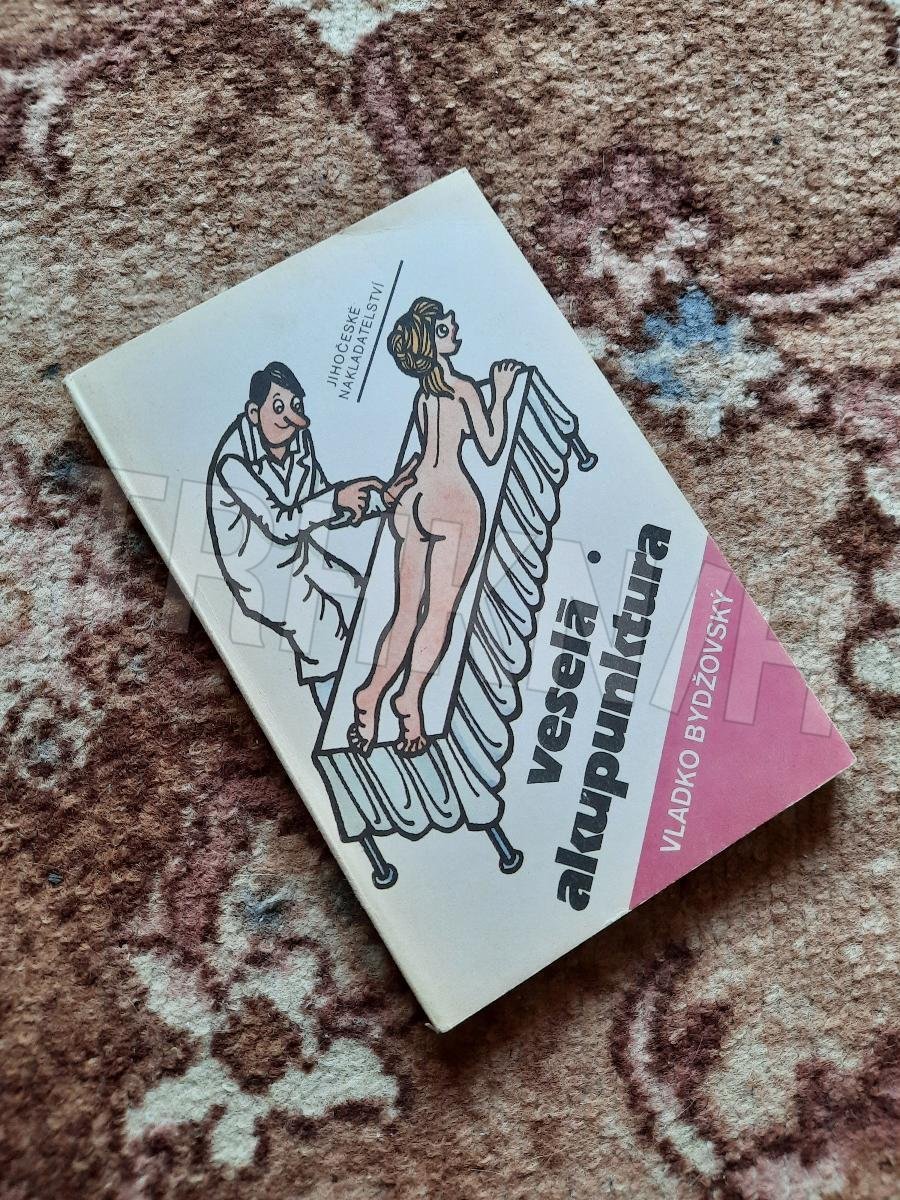 JIHOČESKÉ
NAKLADATELSTVÍ
veselá
akupunktura
VLADKO BYDŽOVSKÝ